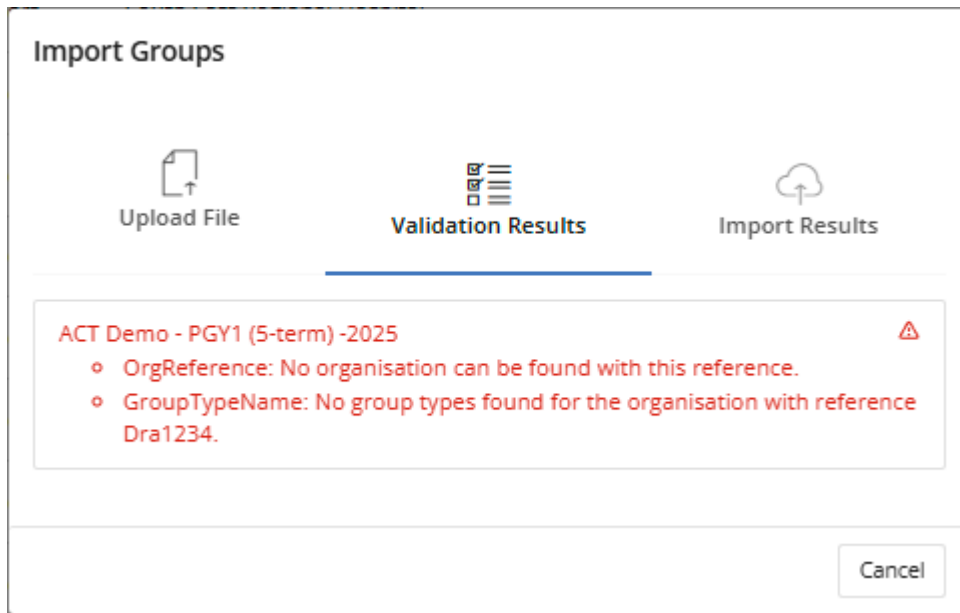 Import Groups
Upload File
Validation Results
Import Results
ACT Demo - PGY1 (5-term) -2025
OrgReference: No organisation can be found with this reference.
GroupTypeName: No group types found for the organisation with reference
Dra1234.
Cancel